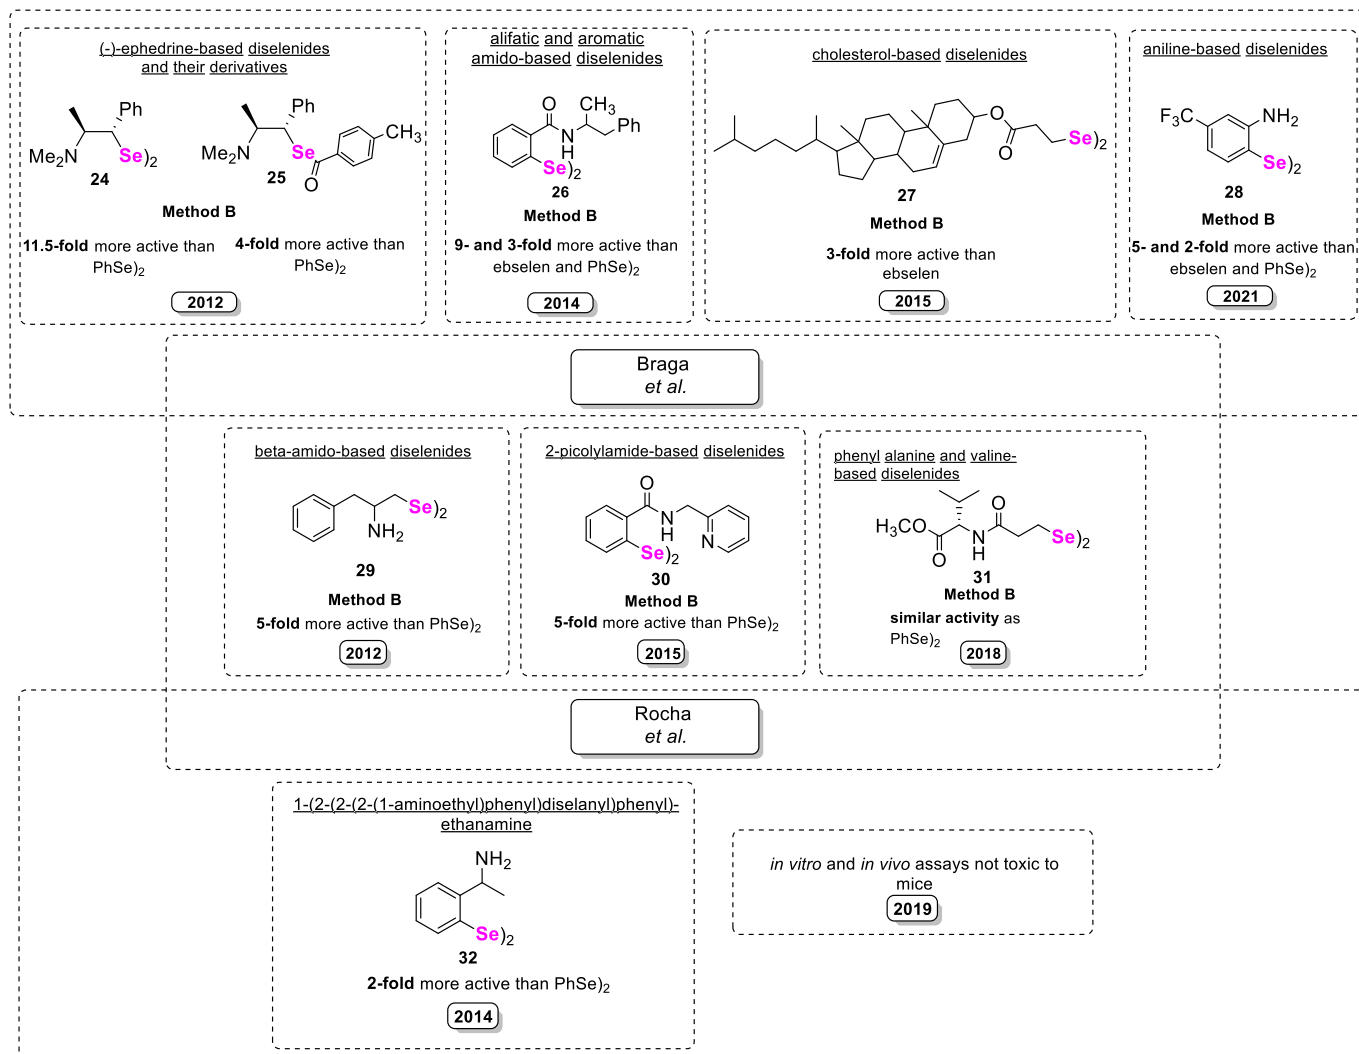 (-)-ephedrine-based diselenides
and their derivatives
Ph
Me2N
Se)2
24
Ph
Me2N
Se
O
CH3
25
Method B
11.5-fold more active than
PhSe)2
4-fold more active than
PhSe)2
2012
alifatic and aromatic
amido-based diselenides
O
CH3
N
H
Ph
Se)2
26
Method B
9- and 3-fold more active than
ebselen and PhSe)2
2014
cholesterol-based diselenides
O
O
Se)2
27
Method B
3-fold more active than
ebselen
2015
aniline-based diselenides
F3C
NH2
Se)2
28
Method B
5- and 2-fold more active than
ebselen and PhSe)2
2021
Braga
et al.
beta-amido-based diselenides
Se)2
NH2
29
Method B
5-fold more active than PhSe)2
2012
2-picolylamide-based diselenides
O
N
H
N
Se)2
30
Method B
5-fold more active than PhSe)2
2015
phenyl alanine and valine-
based diselenides
O
H3CO
O
N
H
Se)2
31
Method B
similar activity as
PhSe)2
2018
Rocha
et al.
1-(2-(2-(2-(1-aminoethyl)phenyl)diselanyl)phenyl)-
ethanamine
NH2
Se)2
32
2-fold more active than PhSe)2
2014
in vitro and in vivo assays not toxic to
mice
2019